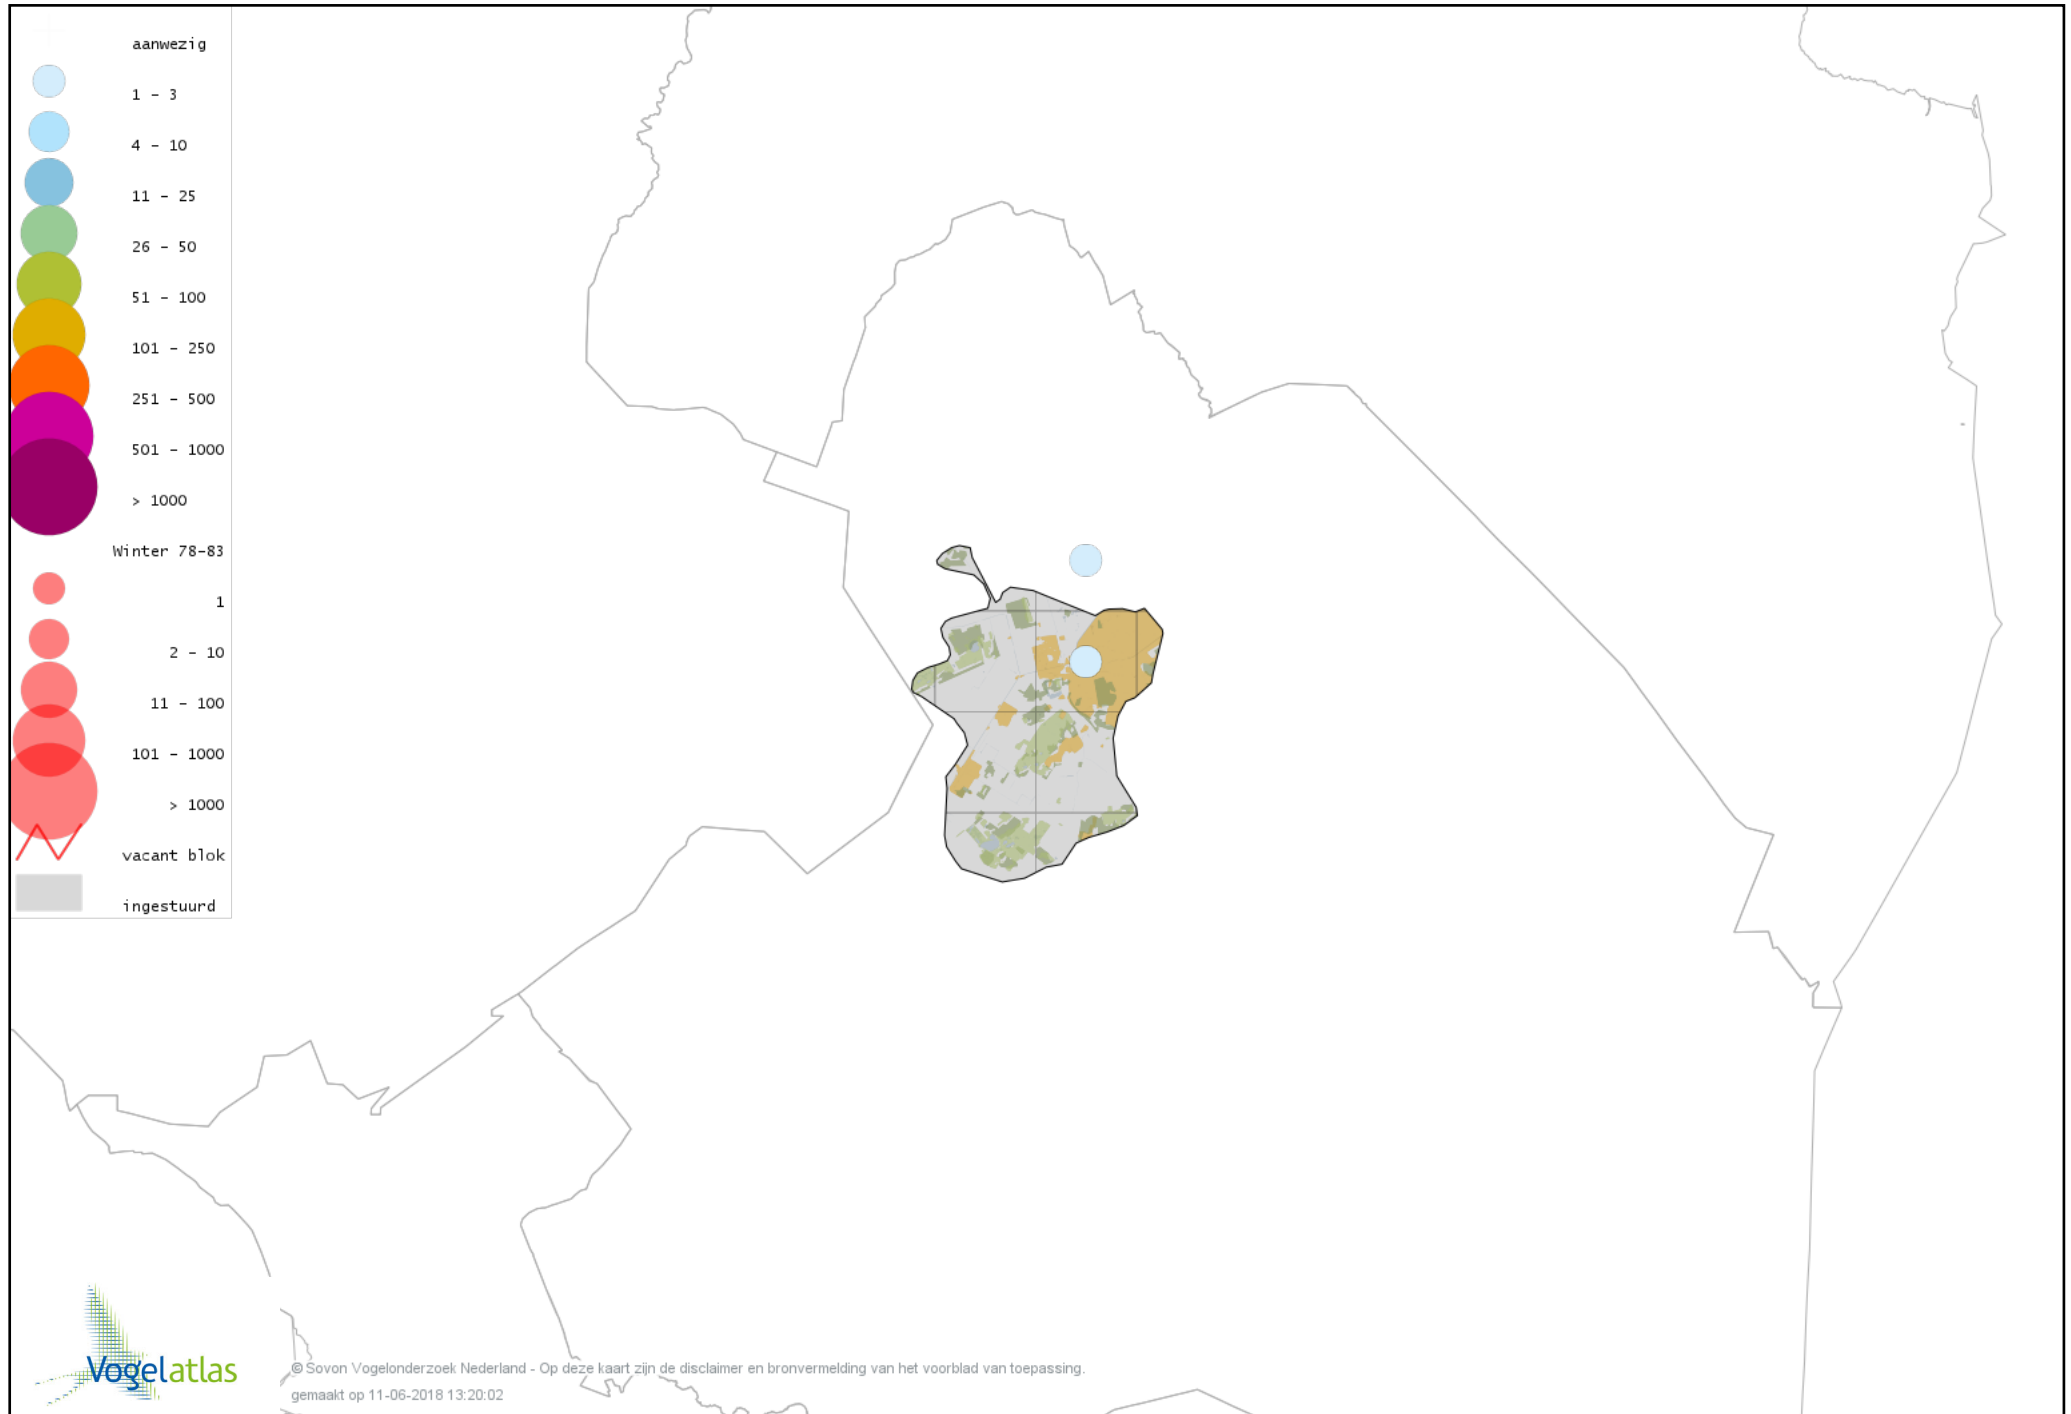 aanwezig
1 – 3
4 – 10
11 – 25
26 – 50
51 – 100
101 – 250
251 – 500
501 – 1000
> 1000
Winter 78-83
1
2 – 10
11 – 100
101 – 1000
> 1000
vacant blok
ingestuurd
Vogelatlas
© Sovon Vogelonderzoek Nederland - Op deze kaart zijn de disclaimer en bronvermelding van het voorblad van toepassing.
gemaakt op 11-06-2018 13:20:02